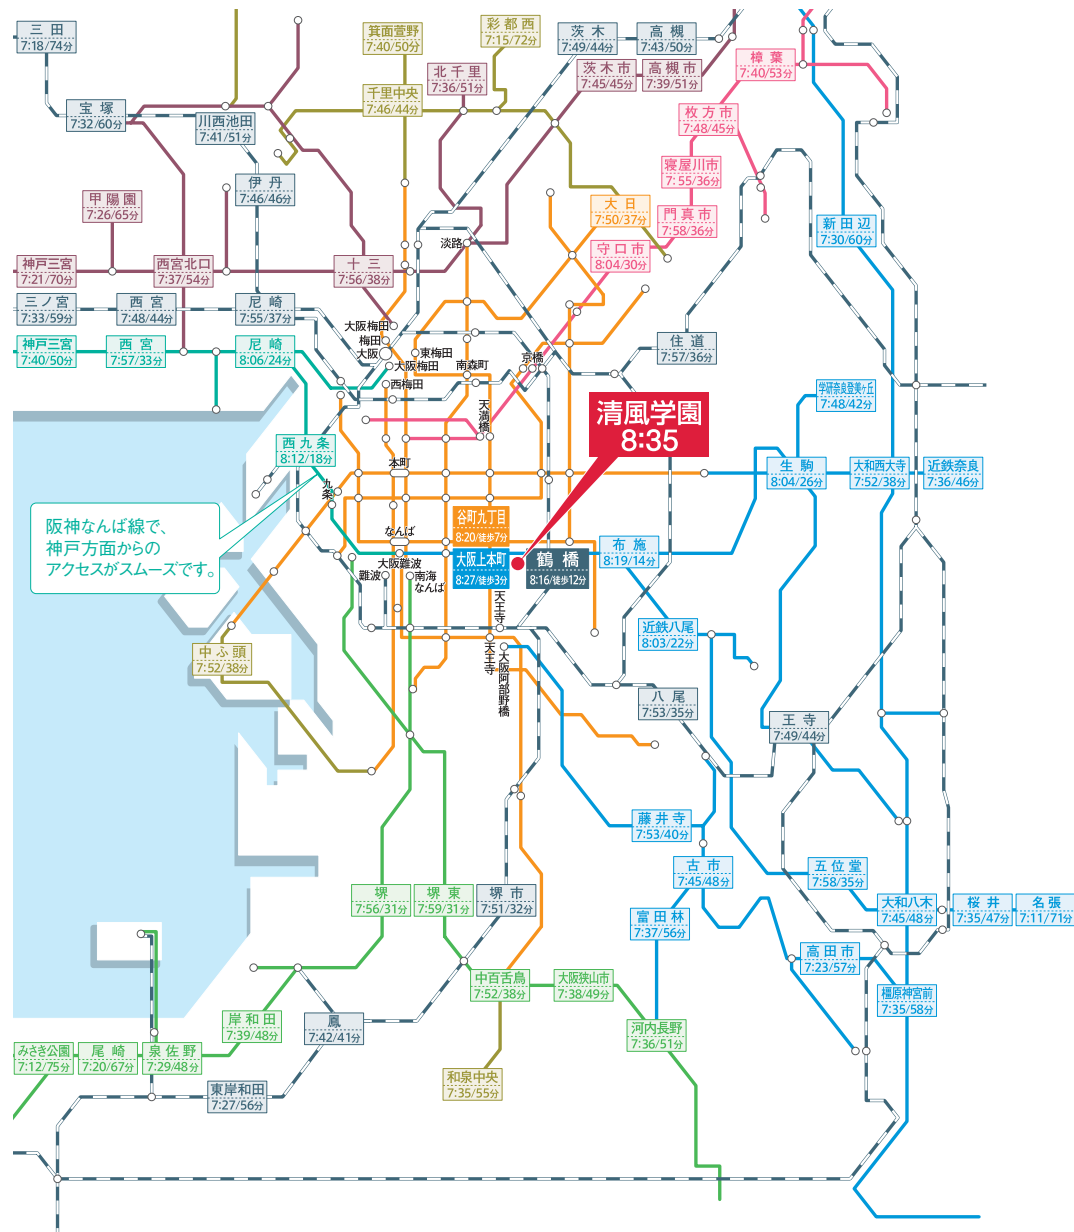 三田
7:18/74分
宝塚
7:32/60分
川西池田
7:41/51分
伊丹
7:46/46分
箕面萱野
7:40/50分
彩都西
7:15/72分
北千里
7:36/51分
千里中央
7:46/44分
茨木
7:49/44分
高槻
7:43/50分
茨木市
7:45/45分
高槻市
7:39/51分
樟葉
7:40/53分
枚方市
7:48/45分
寝屋川市
7:55/36分
門真市
7:58/36分
大日
7:50/37分
守口市
8:04/30分
新田辺
7:30/60分
甲陽園
7:26/65分
神戸三宮
7:21/70分
西宮北口
7:37/54分
十三
7:56/38分
淡路
三ノ宮
7:33/59分
西宮
7:48/44分
尼崎
7:55/37分
神戸三宮
7:40/50分
西宮
7:57/33分
尼崎
8:06/24分
大阪梅田
梅田
大阪
東梅田
大阪梅田
西梅田
南森町
京橋
天満橋
住道
7:57/36分
学研奈良登美ヶ丘
7:48/42分
清風学園
8:35
西九条
8:12/18分
九条
本町
生駒
8:04/26分
大和西大寺
7:52/38分
近鉄奈良
7:36/46分
阪神なんば線で、
神戸方面からの
アクセスがスムーズです。
なんば
大阪難波
難波
南海
なんば
谷町九丁目
8:20/徒歩7分
大阪上本町
8:27/徒歩3分
鶴橋
8:16/徒歩12分
布施
8:19/14分
近鉄八尾
8:03/22分
天王寺
天王寺
大阪阿部野橋
中ふ頭
7:52/38分
八尾
7:53/35分
王寺
7:49/44分
藤井寺
7:53/40分
古市
7:45/48分
五位堂
7:58/35分
富田林
7:37/56分
大和八木
7:45/48分
桜井
7:35/47分
名張
7:11/71分
高田市
7:23/57分
橿原神宮前
7:35/58分
堺
7:56/31分
堺東
7:59/31分
堺市
7:51/32分
中百舌鳥
7:52/38分
大阪狭山市
7:38/49分
河内長野
7:36/51分
岸和田
7:39/48分
鳳
7:42/41分
みさき公園
7:12/75分
尾崎
7:20/67分
泉佐野
7:29/48分
東岸和田
7:27/56分
和泉中央
7:35/55分